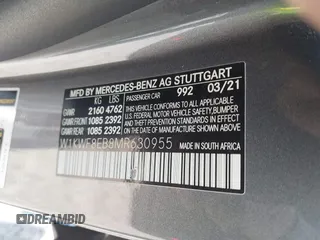 MFD BY MERCEDES-BENZ AG STUTTGART
KG LBS PASSENGER CAR 992 03/21
GVWR 2160 4762 THIS VEHICLE CONFORMS TO ALL
GAWR FRONT 1085 2392 APPLICABLE U.S. FEDERAL MOTOR
GAWR REAR 1085 2392 VEHICLE SAFETY, BUMPER
AND THEFT PREVENTION STANDARDS IN EFFECT
ON THE DATE OF MANUFACTURE SHOWN ABOVE
W1KWF8EB8MR630955
MADE IN SOUTH AFRICA
DREAMBID